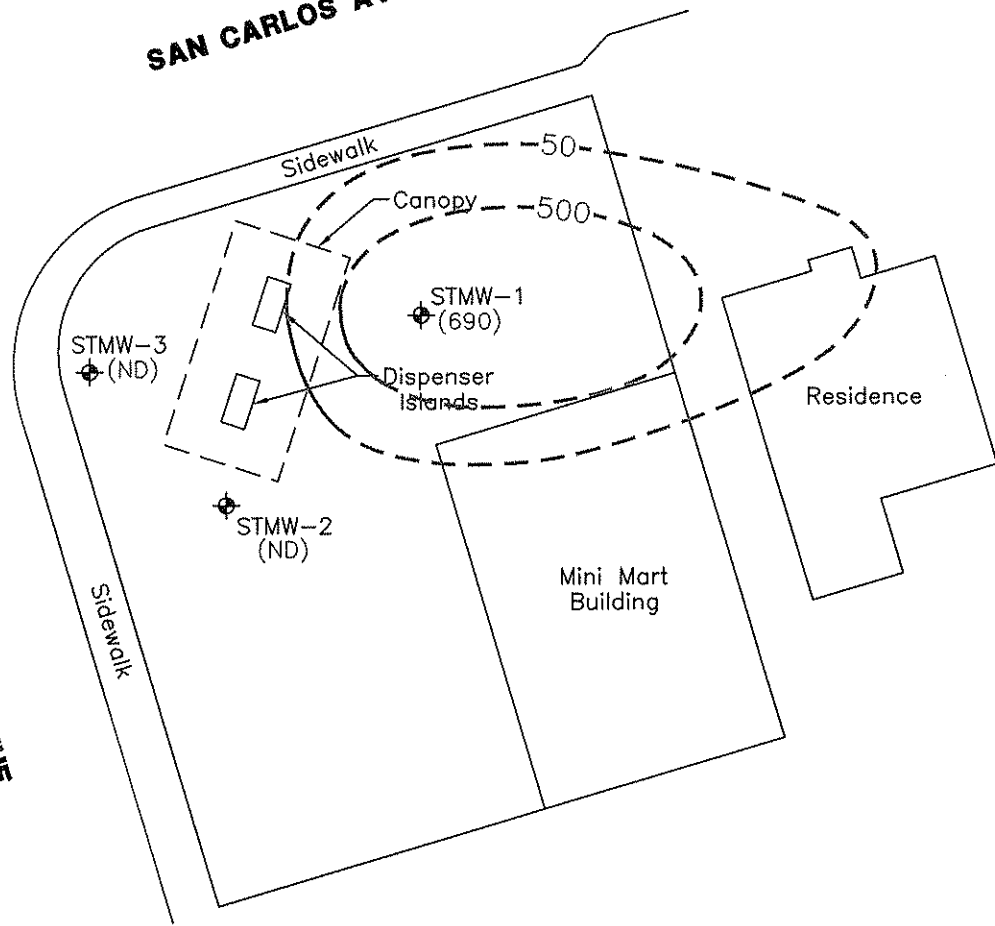 SAN CARLOS
Sidewalk
50
Canopy
500
STMW-1
(690)
STMW-3
(ND)
Dispenser
Islands
Residence
STMW-2
(ND)
Mini Mart
Building
Sidewalk